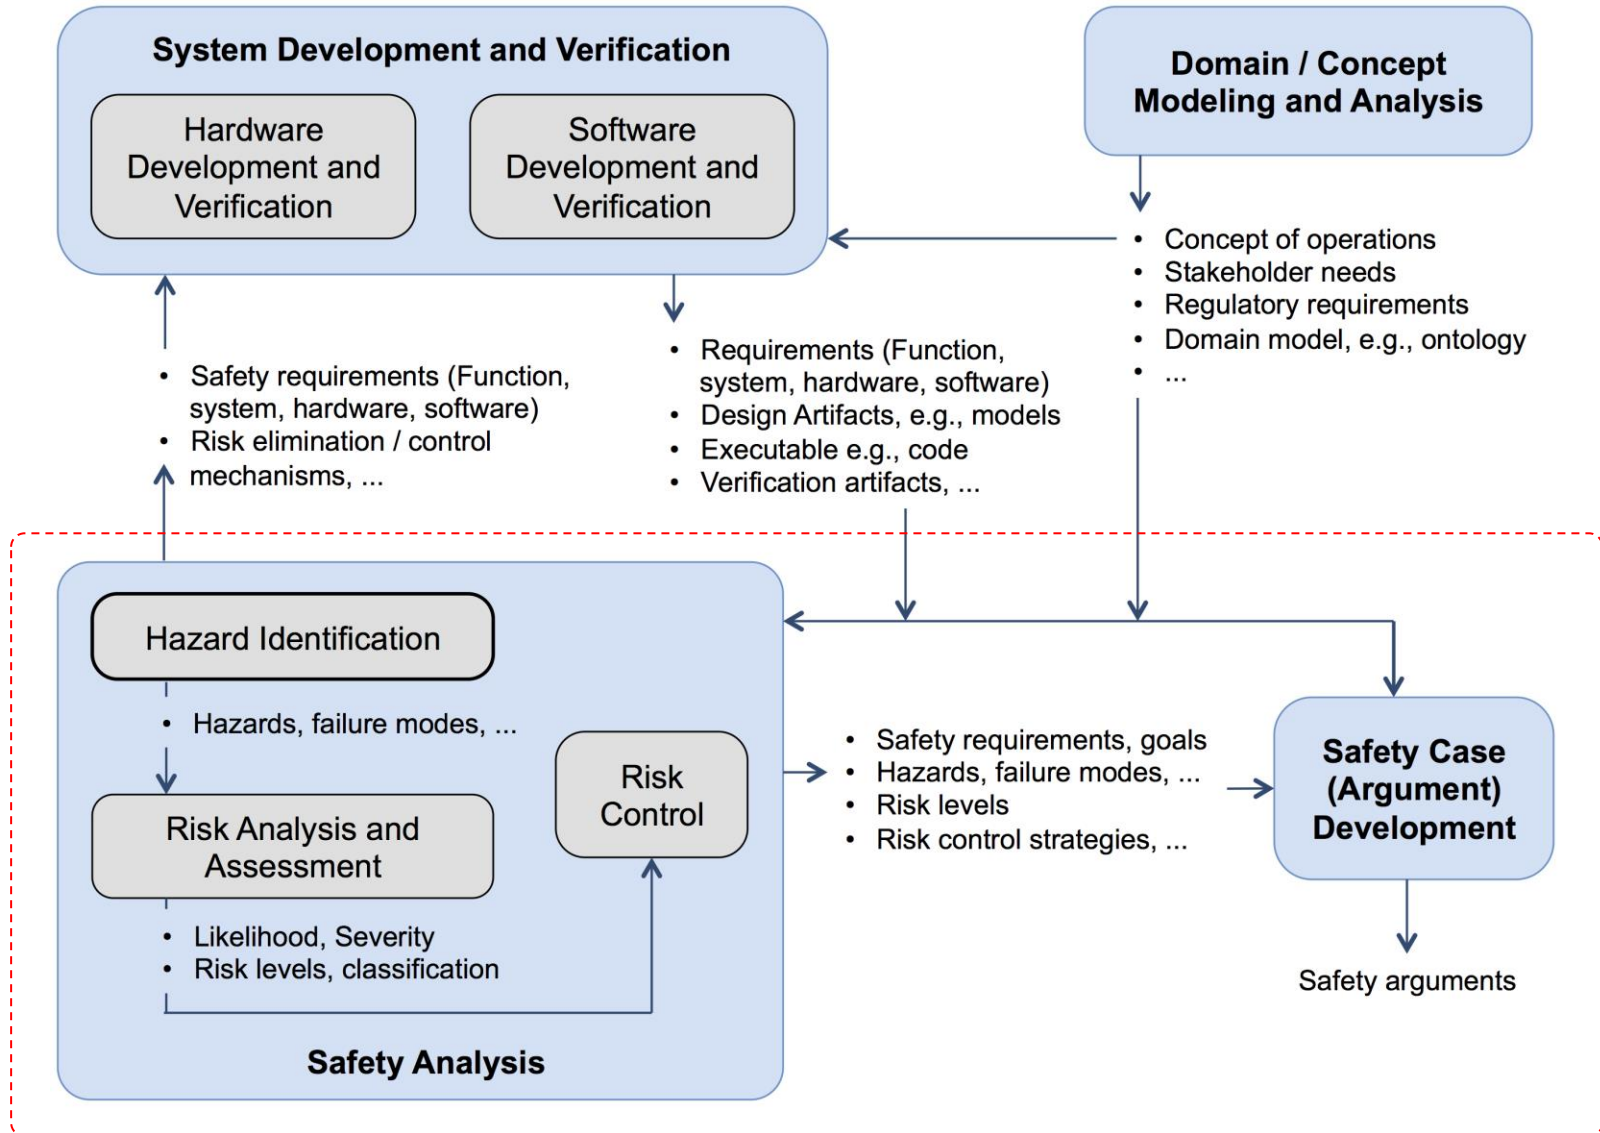 System Development and Verification
Hardware
Development and
Verification
Software
Development and
Verification
Domain / Concept
Modeling and Analysis
• Concept of operations
• Stakeholder needs
• Regulatory requirements
• Domain model, e.g., ontology
• ...
• Safety requirements (Function,
system, hardware, software)
• Risk elimination / control
mechanisms, ...
• Requirements (Function,
system, hardware, software)
• Design Artifacts, e.g., models
• Executable e.g., code
• Verification artifacts, ...
Hazard Identification
• Hazards, failure modes, ...
Risk Analysis and
Assessment
• Likelihood, Severity
• Risk levels, classification
Risk
Control
Safety Analysis
• Safety requirements, goals
• Hazards, failure modes, ...
• Risk levels
• Risk control strategies, ...
Safety Case
(Argument)
Development
Safety arguments